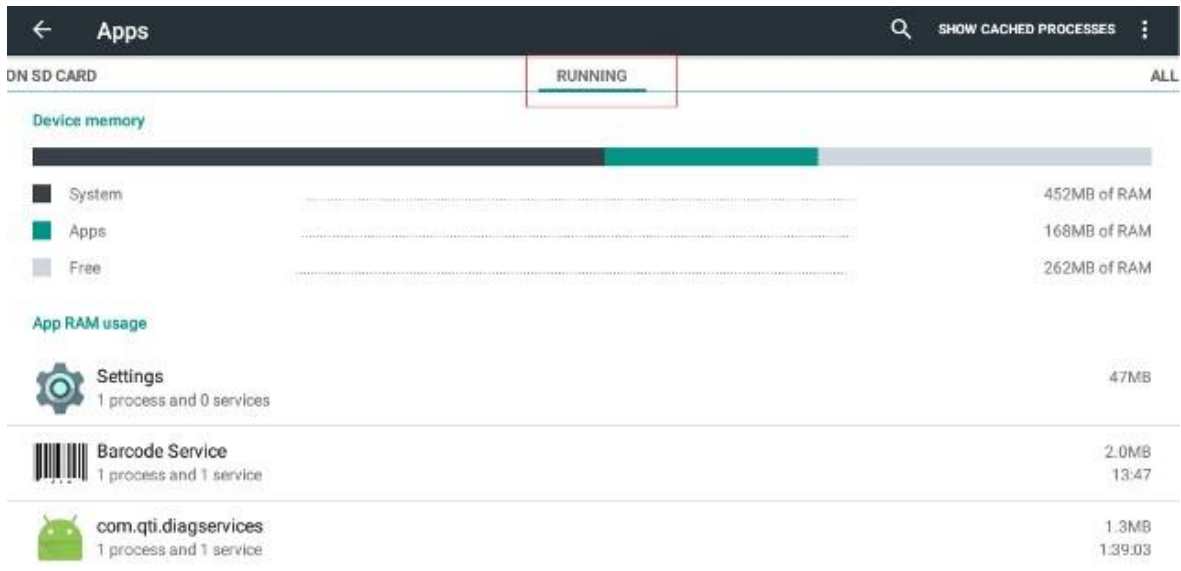 Apps
SHOW CACHED PROCESSES
ON SD CARD
RUNNING
ALL
Device memory
System 452MB of RAM
Apps 168MB of RAM
Free 262MB of RAM
App RAM usage
Settings 47MB
1 process and 0 services
Barcode Service 2.0MB
1 process and 1 service 13:47
com.qti.diagservices 1.3MB
1 process and 1 service 1:39:03